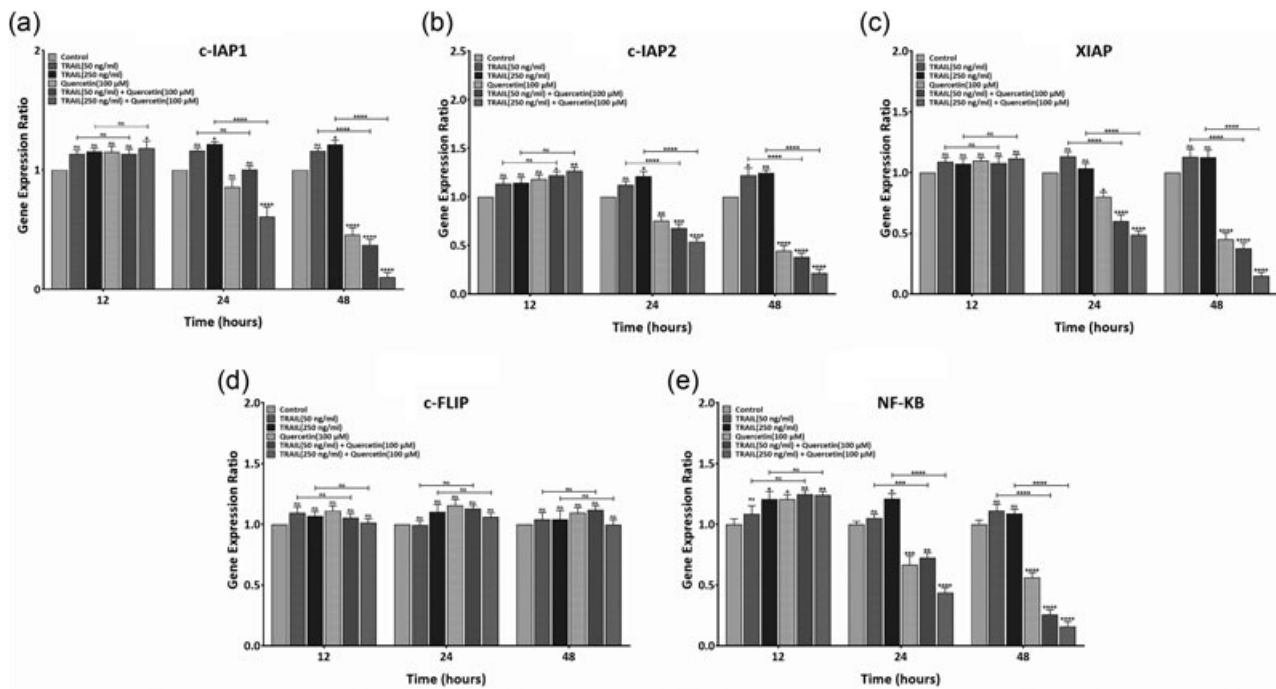 (a)
c-IAP1
Control
TRAIL(50 ng/ml)
TRAIL(250 ng/ml)
Quercetin(100 µM)
TRAIL(50 ng/ml) + Quercetin(100 µM)
TRAIL(250 ng/ml) + Quercetin(100 µM)
Gene Expression Ratio
2
1
0
12
24
48
Time (hours)
(b)
c-IAP2
Control
TRAIL(50 ng/ml)
TRAIL(250 ng/ml)
Quercetin(100 µM)
TRAIL(50 ng/ml) + Quercetin(100 µM)
TRAIL(250 ng/ml) + Quercetin(100 µM)
Gene Expression Ratio
2.5
2.0
1.5
1.0
0.5
0.0
12
24
48
Time (hours)
(c)
XIAP
Control
TRAIL(50 ng/ml)
TRAIL(250 ng/ml)
Quercetin(100 µM)
TRAIL(50 ng/ml) + Quercetin(100 µM)
TRAIL(250 ng/ml) + Quercetin(100 µM)
Gene Expression Ratio
2.0
1.5
1.0
0.5
0.0
12
24
48
Time (hours)
(d)
c-FLIP
Control
TRAIL(50 ng/ml)
TRAIL(250 ng/ml)
Quercetin(100 µM)
TRAIL(50 ng/ml) + Quercetin(100 µM)
TRAIL(250 ng/ml) + Quercetin(100 µM)
Gene Expression Ratio
2.0
1.5
1.0
0.5
0.0
12
24
48
Time (hours)
(e)
NF-KB
Control
TRAIL(50 ng/ml)
TRAIL(250 ng/ml)
Quercetin(100 µM)
TRAIL(50 ng/ml) + Quercetin(100 µM)
TRAIL(250 ng/ml) + Quercetin(100 µM)
Gene Expression Ratio
2.0
1.5
1.0
0.5
0.0
12
24
48
Time (hours)